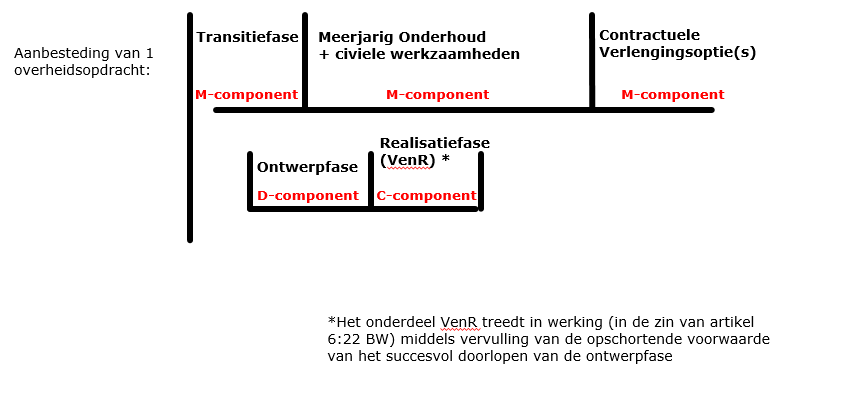 Aanbesteding van 1
overheidsopdracht:
Transitiefase
M-component
Meerjarig Onderhoud
+ civiele werkzaamheden
M-component
Contractuele
Verlengingsoptie(s)
M-component
Ontwerpfase
D-component
Realisatiefase
(VenR) *
C-component
*Het onderdeel VenR treedt in werking (in de zin van artikel
6:22 BW) middels vervulling van de opschortende voorwaarde
van het succesvol doorlopen van de ontwerpfase